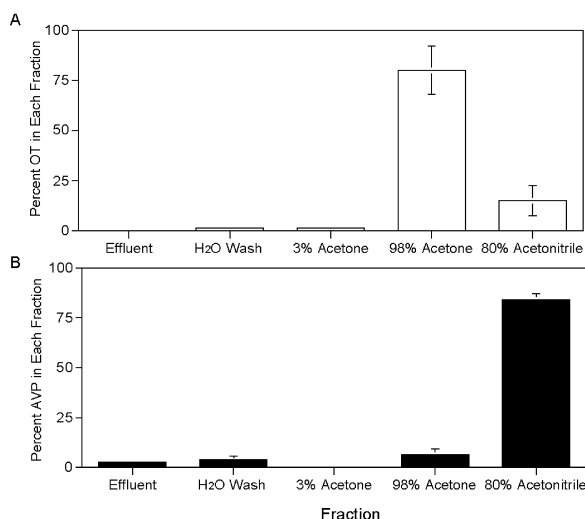 A
Percent OT in Each Fraction
100
75
50
25
0
Effluent H2O Wash 3% Acetone 98% Acetone 80% Acetonitrile
B
Percent AVP in Each Fraction
100
75
50
25
0
Effluent H2O Wash 3% Acetone 98% Acetone 80% Acetonitrile
Fraction